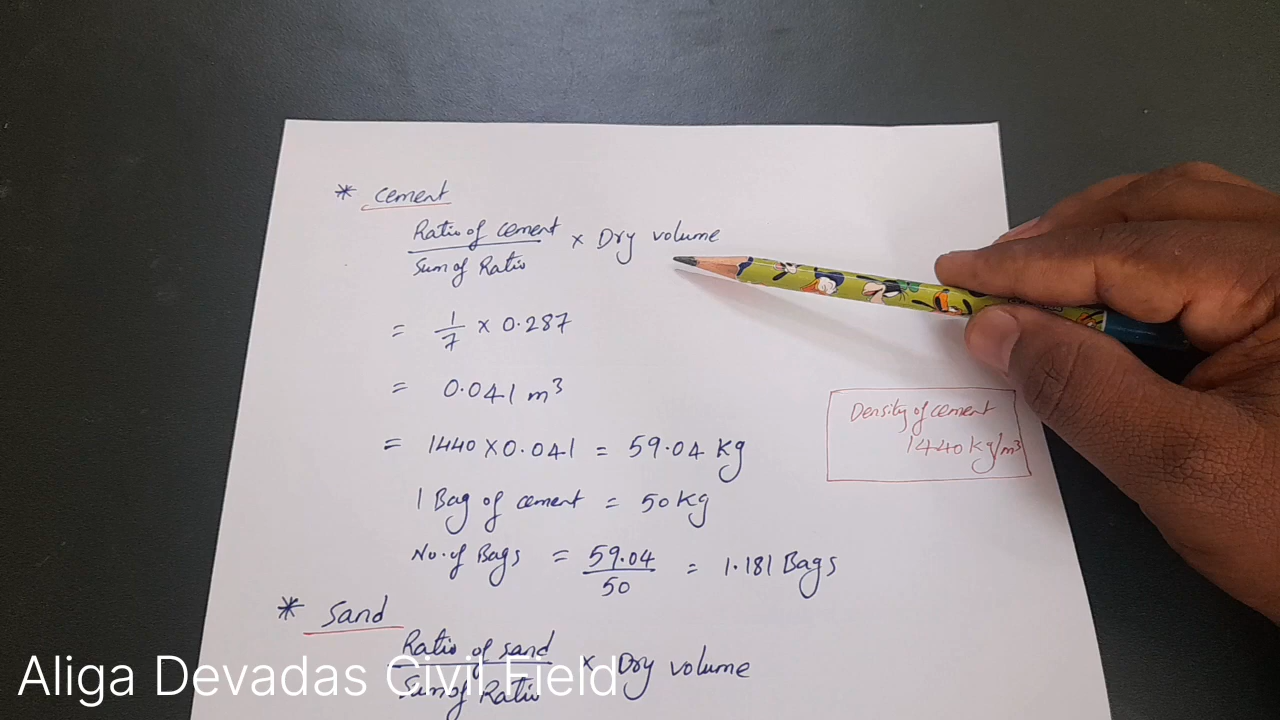 * Cement
Ratio of cement / Sum of Ratio × Dry volume
= 1/7 × 0.287
= 0.041 m³
= 1440 × 0.041 = 59.04 Kg
Density of cement
1440 Kg/m³
1 Bag of cement = 50 Kg
No. of Bags = 59.04 / 50 = 1.181 Bags
* Sand
Ratio of sand / Sum of Ratio × Dry volume
Aliga Devadas Civil Field